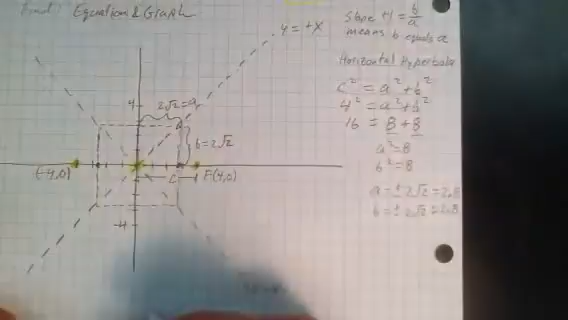 Find: Equation & Graph
y = +x
Slope +1 = b/a
means b equals a
Horizontal Hyperbola
c² = a² + b²
4² = a² + b²
16 = 8 + 8
a² = 8
b² = 8
a = ± 2√2 = 2.8
b = ± 2√2 = 2.8
4
2√2 = a
b = 2√2
(-4,0)
C
F(4,0)
-4